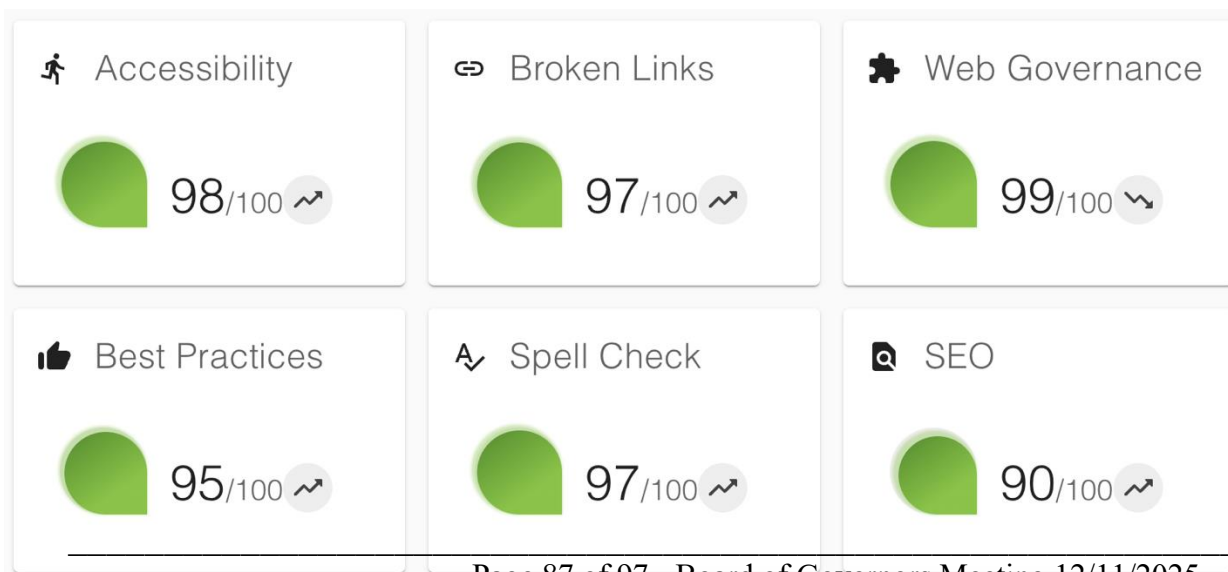 Accessibility
98/100
Broken Links
97/100
Web Governance
99/100
Best Practices
95/100
Spell Check
97/100
SEO
90/100
Page 87 of 97 - Board of Governors Meeting 12/11/2025